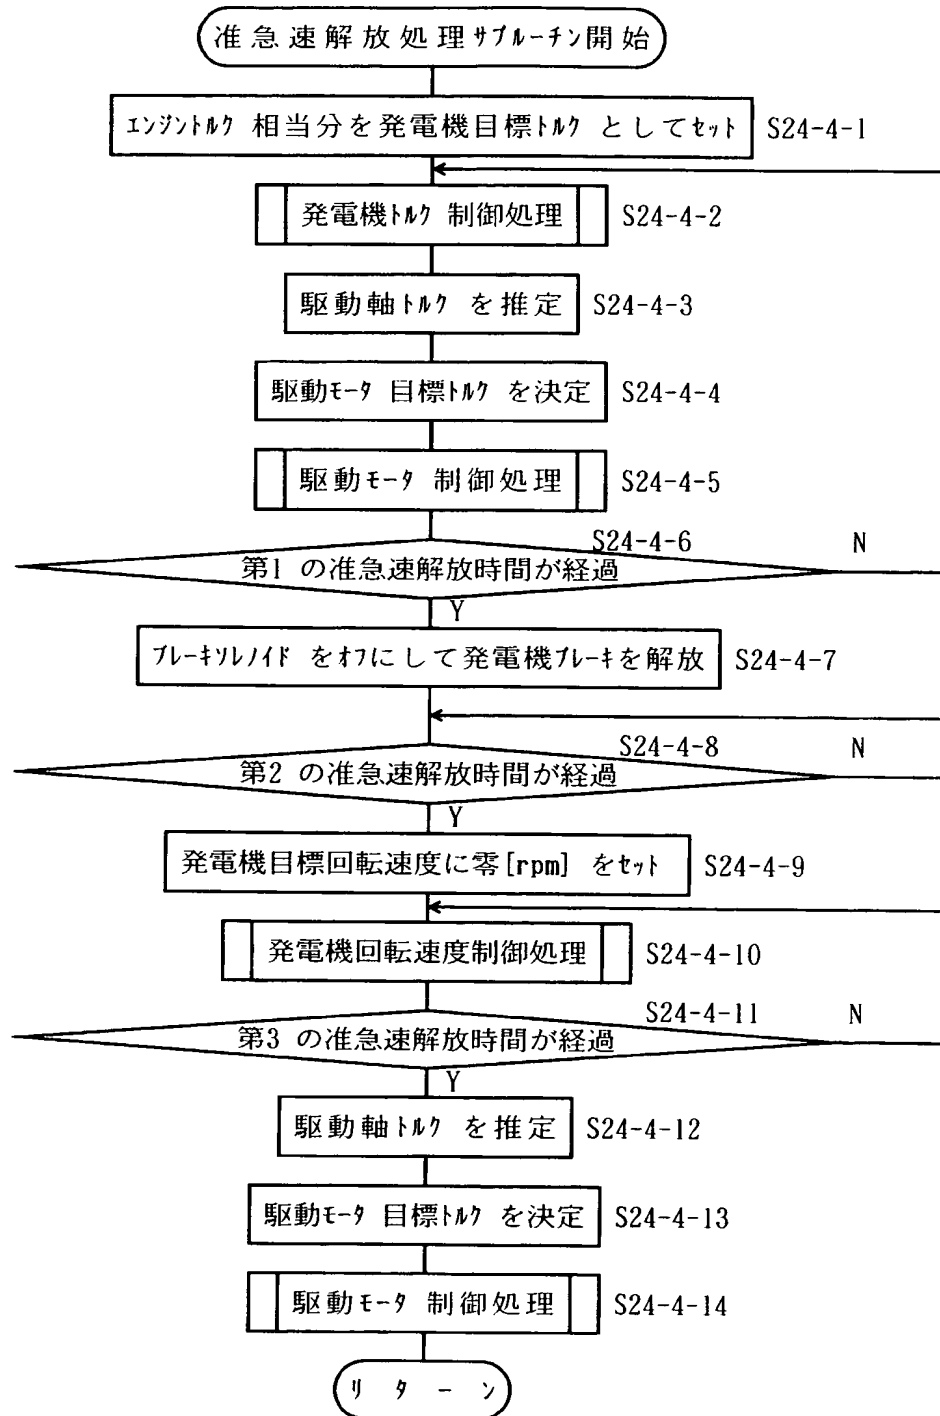 准急速解放処理ｻﾌﾞﾙｰﾁﾝ開始
ｴﾝｼﾞﾝﾄﾙｸ 相当分を発電機目標ﾄﾙｸ としてｾｯﾄ S24-4-1
発電機ﾄﾙｸ 制御処理 S24-4-2
駆動軸ﾄﾙｸ を推定 S24-4-3
駆動ﾓｰﾀ 目標ﾄﾙｸ を決定 S24-4-4
駆動ﾓｰﾀ 制御処理 S24-4-5
S24-4-6 N
第1 の准急速解放時間が経過
Y
ﾌﾞﾚｰｷｿﾚﾉｲﾄﾞ をｵﾌにして発電機ﾌﾞﾚｰｷを解放 S24-4-7
S24-4-8 N
第2 の准急速解放時間が経過
Y
発電機目標回転速度に零[rpm] をｾｯﾄ S24-4-9
発電機回転速度制御処理 S24-4-10
S24-4-11 N
第3 の准急速解放時間が経過
Y
駆動軸ﾄﾙｸ を推定 S24-4-12
駆動ﾓｰﾀ 目標ﾄﾙｸ を決定 S24-4-13
駆動ﾓｰﾀ 制御処理 S24-4-14
ﾘ ﾀ ｰ ﾝ